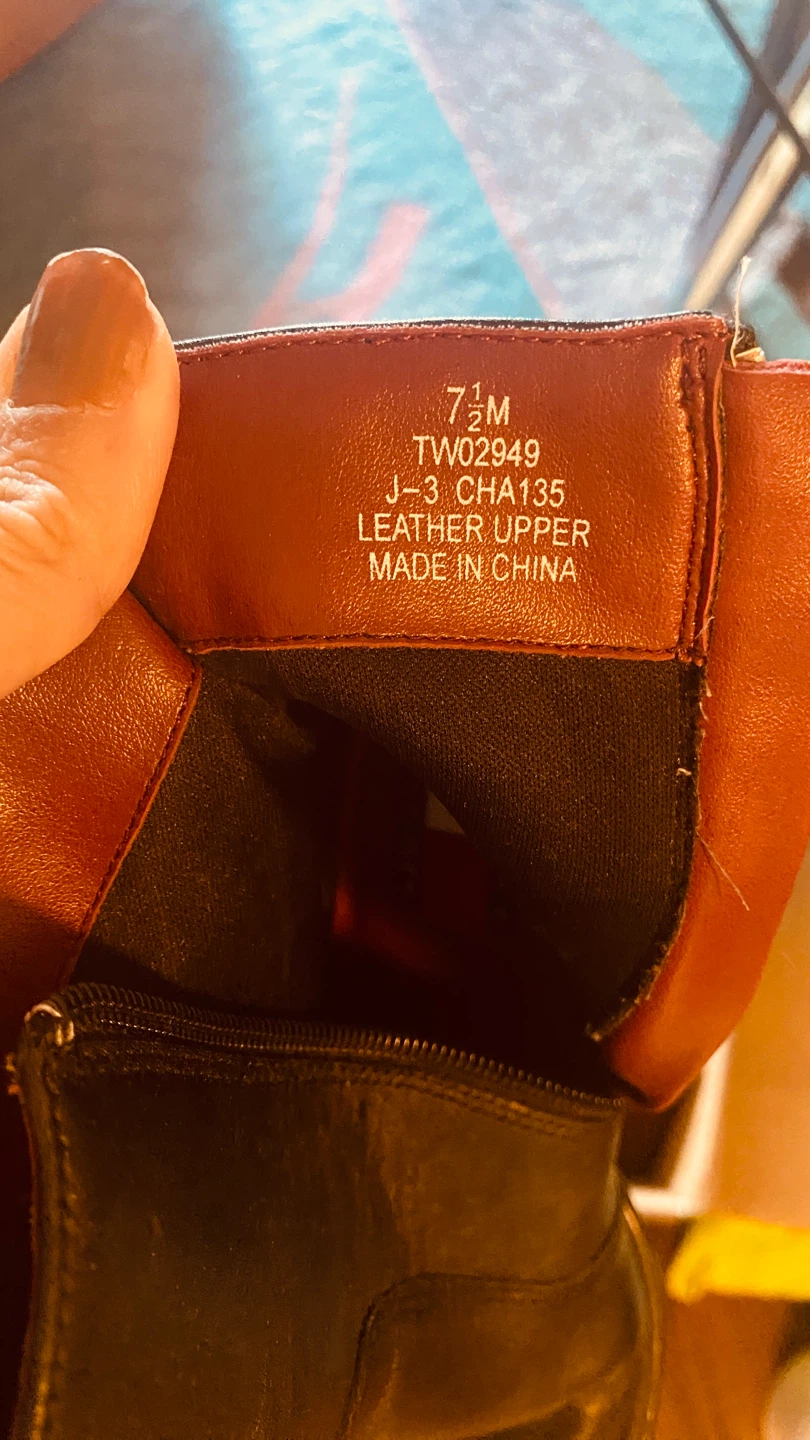 7½M
TW02949
J-3 CHA135
LEATHER UPPER
MADE IN CHINA